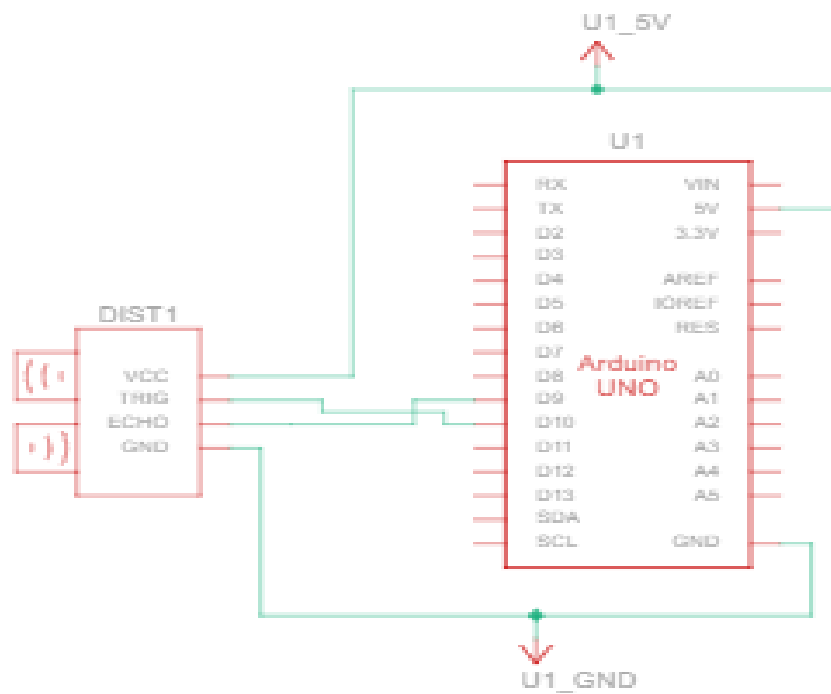 U1_5V
U1
RX VIN
TX 5V
D2 3.3V
D3
D4 AREF
D5 IOREF
D6 RES
D7
Arduino
UNO
D8 A0
D9 A1
D10 A2
D11 A3
D12 A4
D13 A5
SDA
SCL GND
DIST1
VCC
TRIG
ECHO
GND
U1_GND